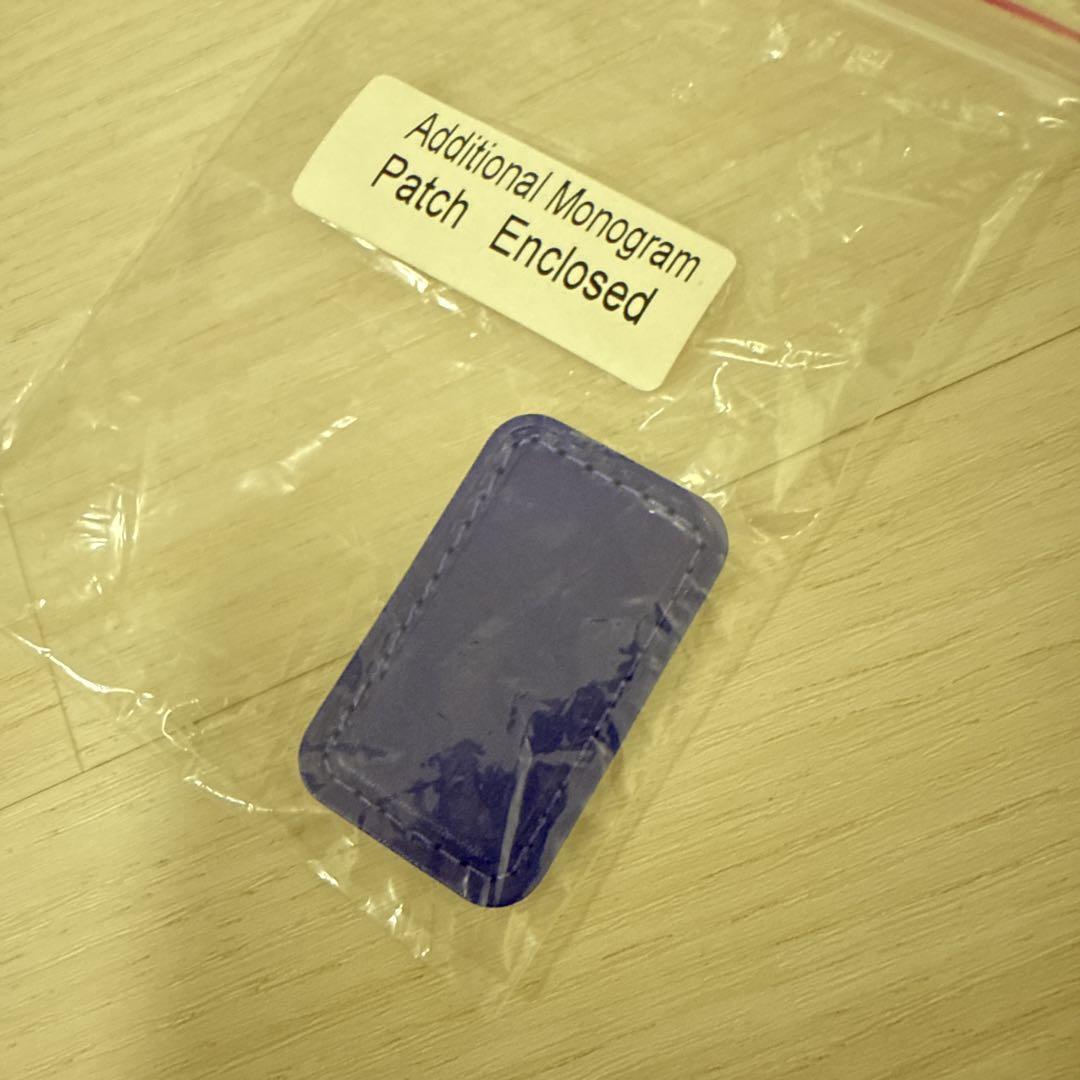 Additional Monogram
Patch Enclosed